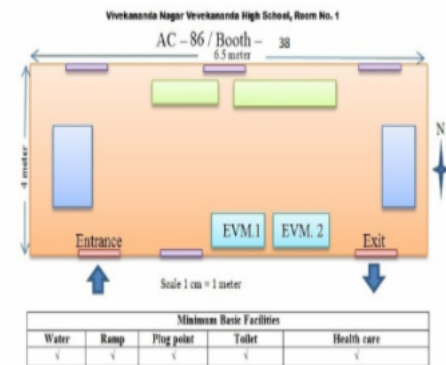 Vivekananda Nagar Vevekananda High School, Room No. 1
AC – 86 / Booth – 38
6.5 meter
4 meter
N
EVM.1 EVM. 2
Entrance Exit
Scale 1 cm = 1 meter
Minimum Basic Facilities
Water Ramp Plug point Toilet Health care
√ √ √ √ √